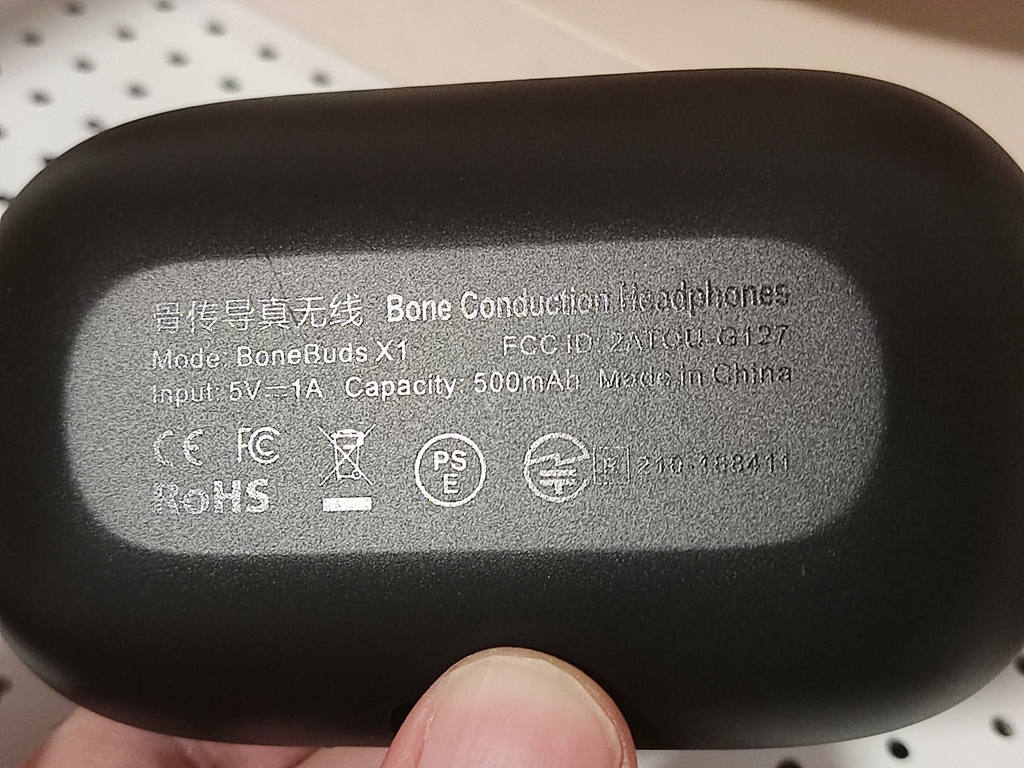 骨传导真无线 Bone Conduction Headphones
Mode: BoneBuds X1 FCC ID: 2ATOU-G127
Input: 5V⎓1A Capacity: 500mAh Made in China
CE FC PSE R 210-188411
RoHS